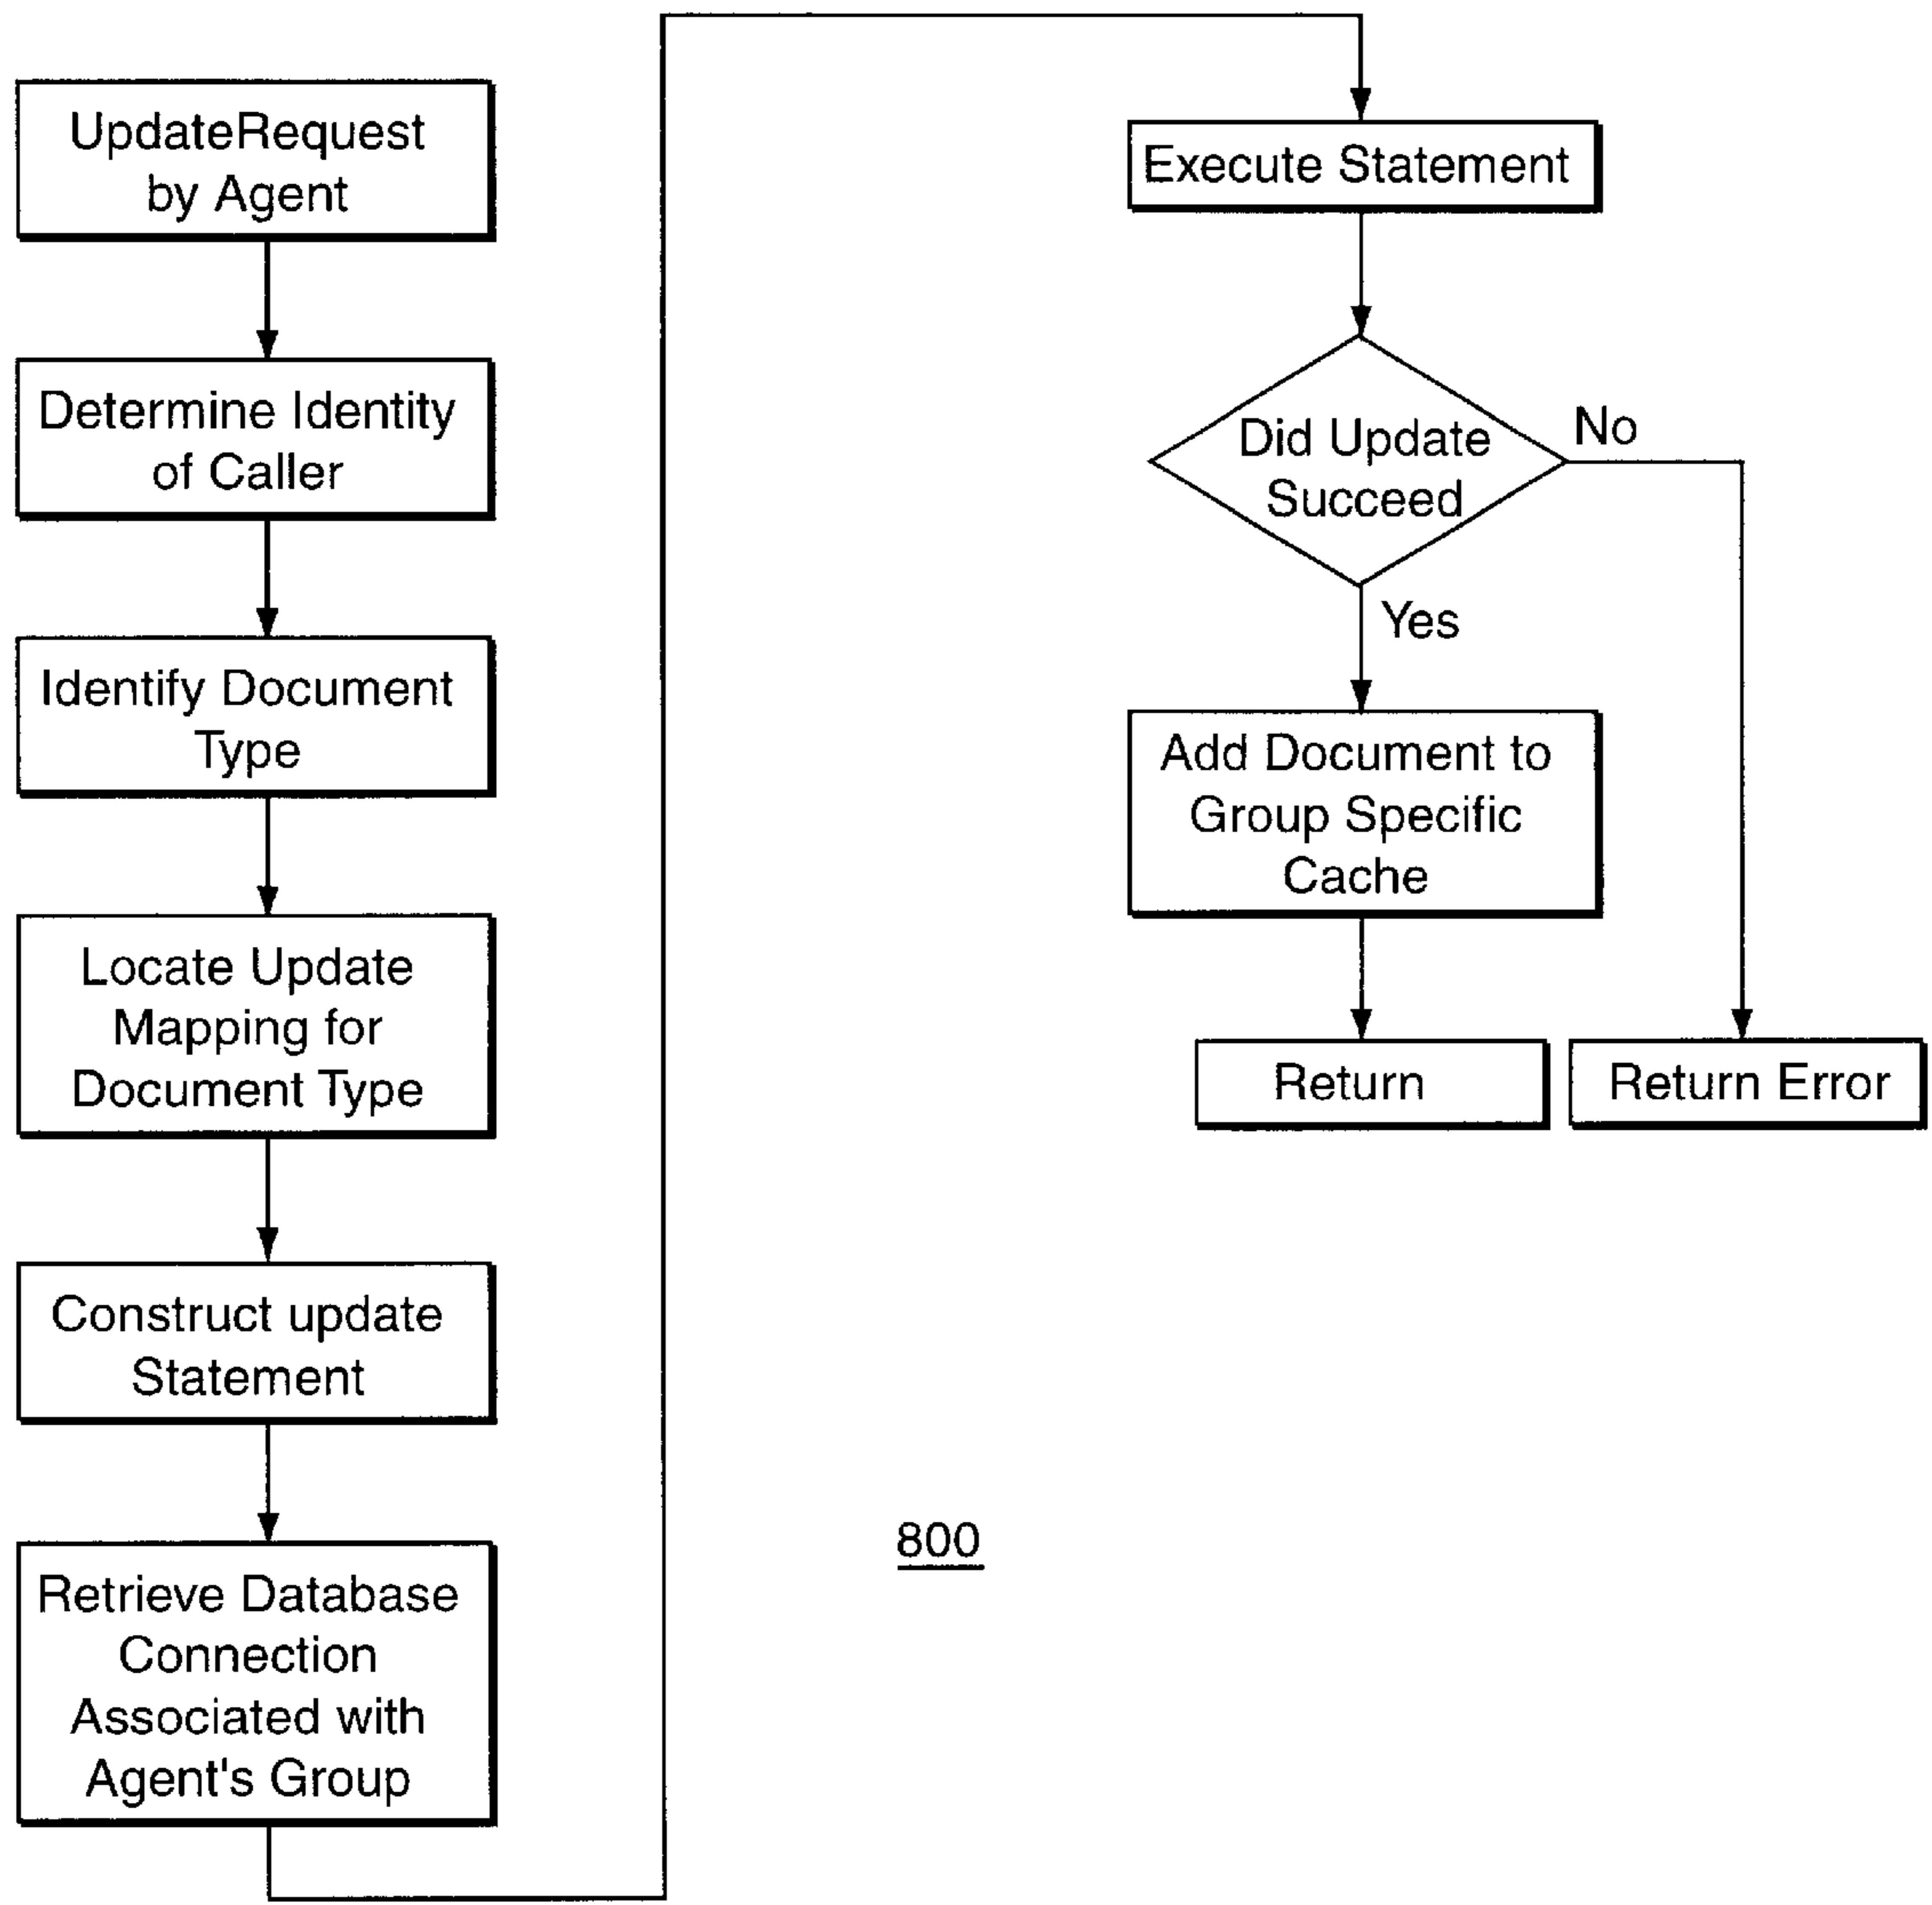 UpdateRequest
by Agent
Determine Identity
of Caller
Identify Document
Type
Locate Update
Mapping for
Document Type
Construct update
Statement
Retrieve Database
Connection
Associated with
Agent's Group
Execute Statement
Did Update
Succeed
No
Yes
Add Document to
Group Specific
Cache
Return
Return Error
800